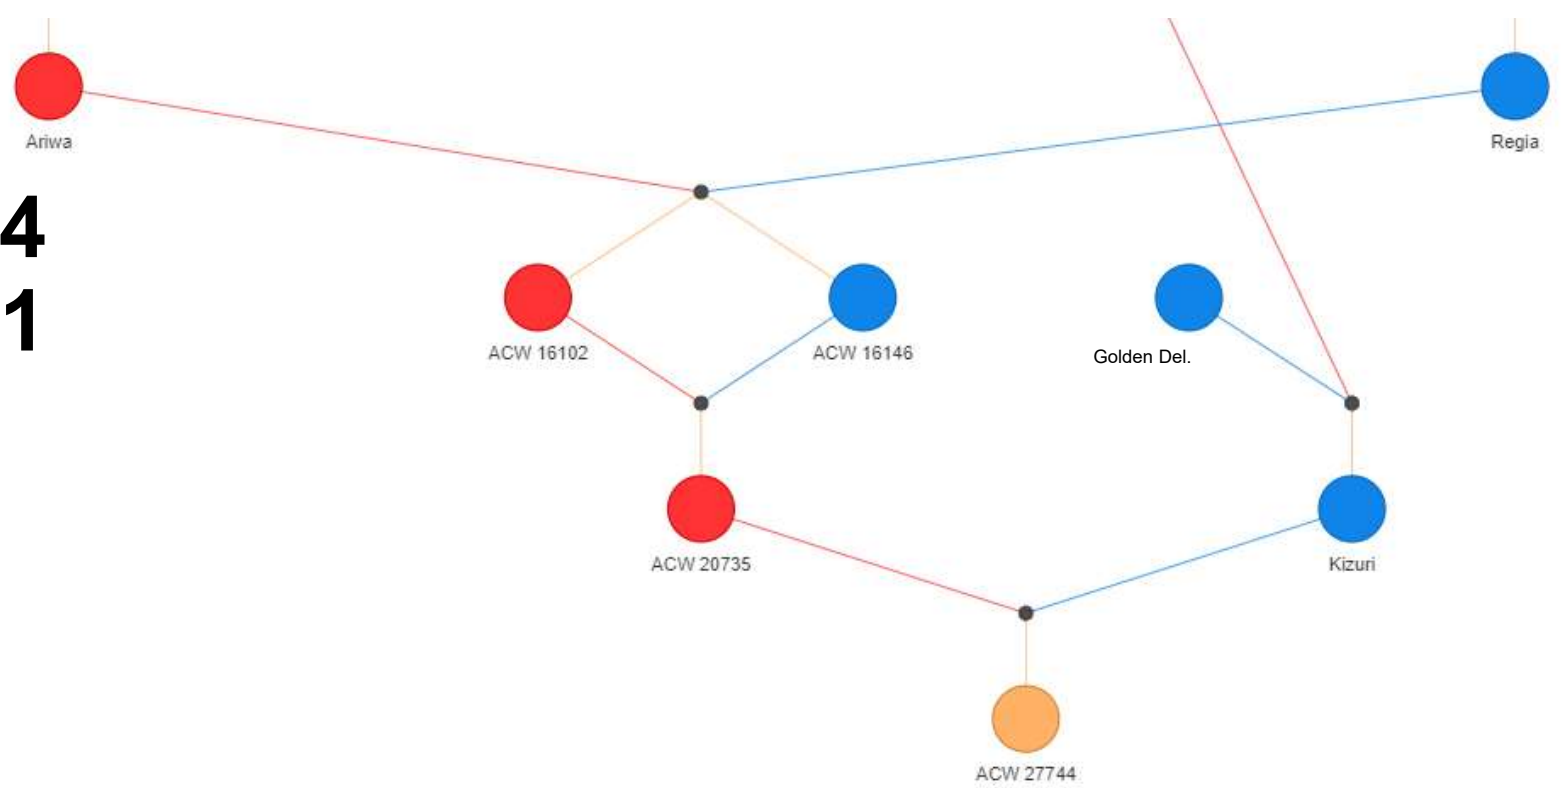 Ariwa
Regia
4
1
ACW 16102
ACW 16146
Golden Del.
ACW 20735
Kizuri
ACW 27744